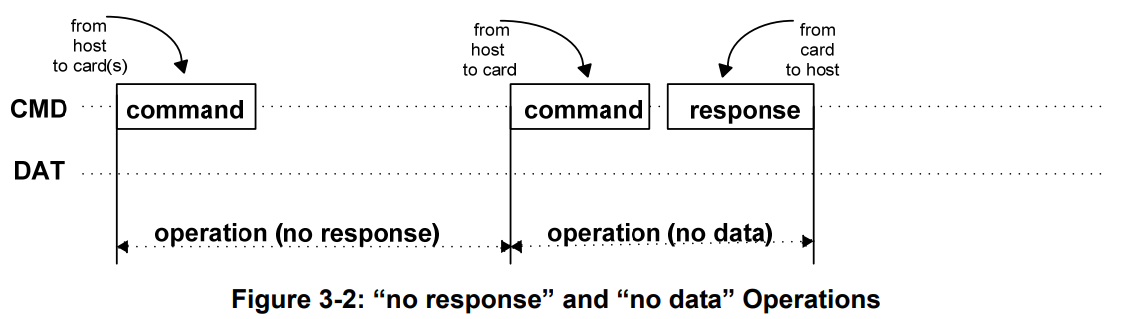 from
host
to card(s)
from
host
to card
from
card
to host
CMD
command
command
response
DAT
operation (no response)
operation (no data)
Figure 3-2: “no response” and “no data” Operations